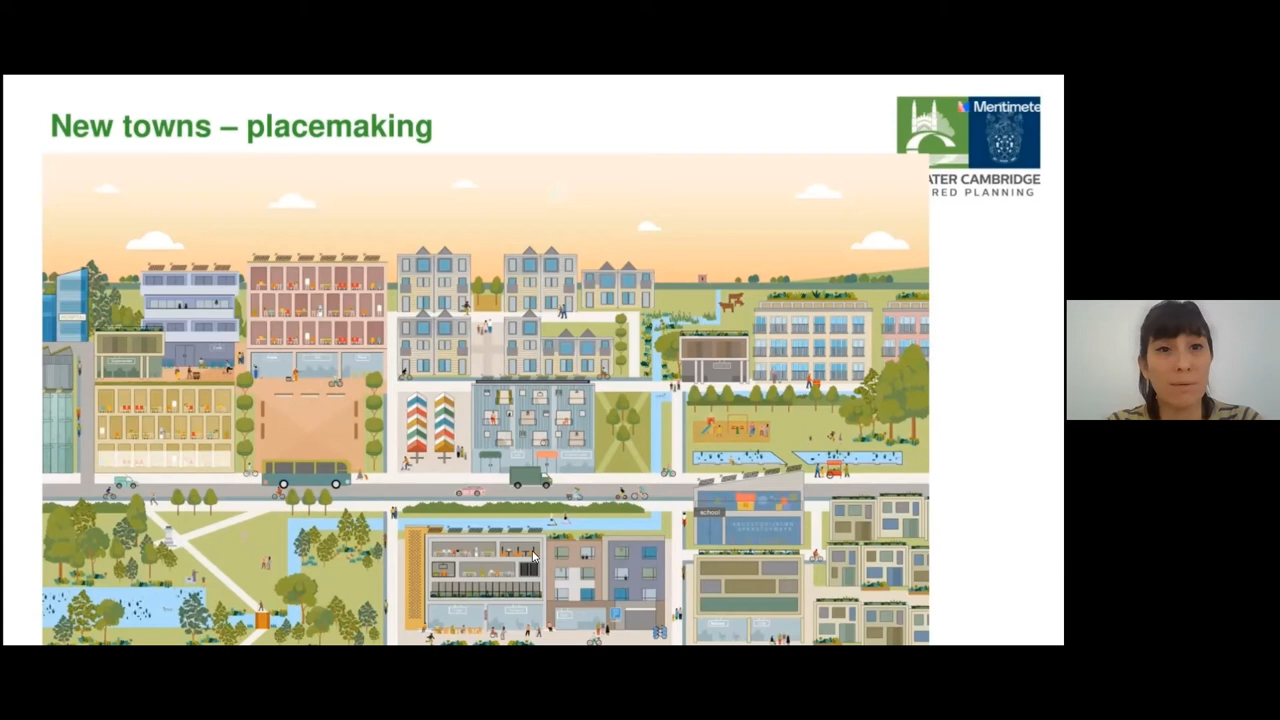 New towns – placemaking
Mentimete
ATER CAMBRIDGE
RED PLANNING
school